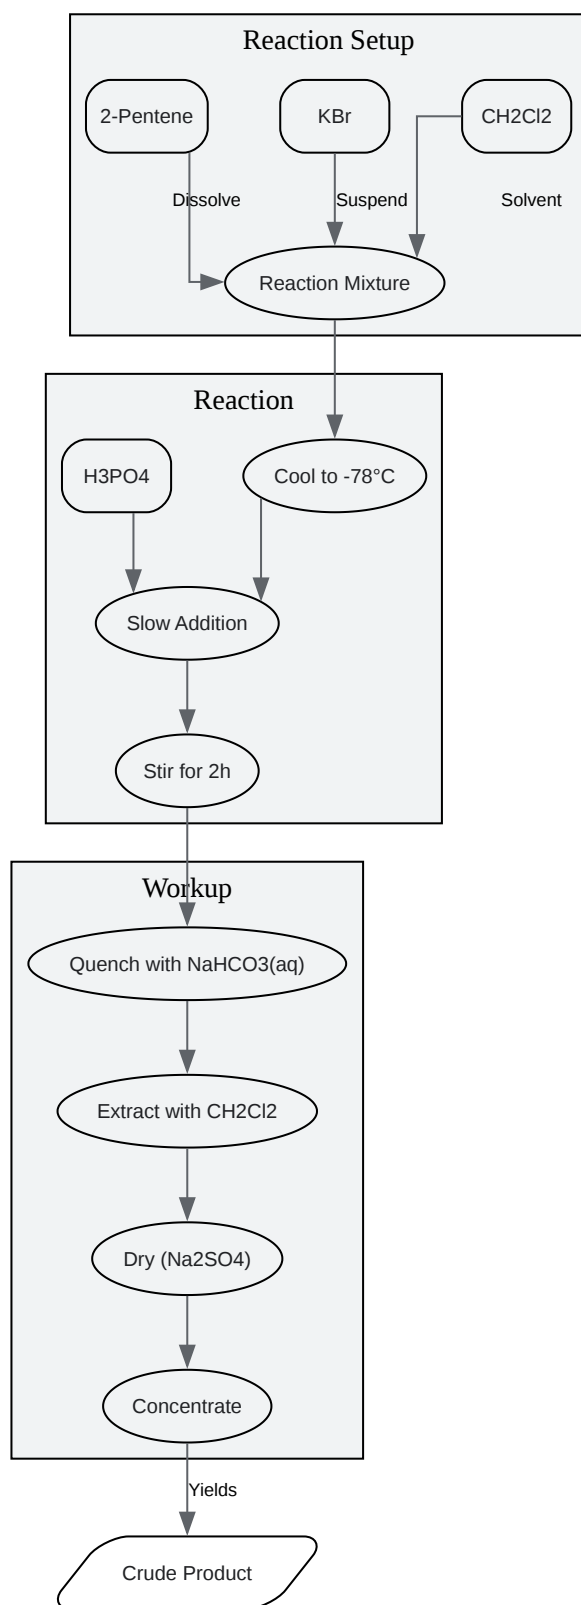 Reaction Setup
2-Pentene
KBr
CH2Cl2
Dissolve
Suspend
Solvent
Reaction Mixture
Reaction
H3PO4
Cool to -78°C
Slow Addition
Stir for 2h
Workup
Quench with NaHCO3(aq)
Extract with CH2Cl2
Dry (Na2SO4)
Concentrate
Yields
Crude Product